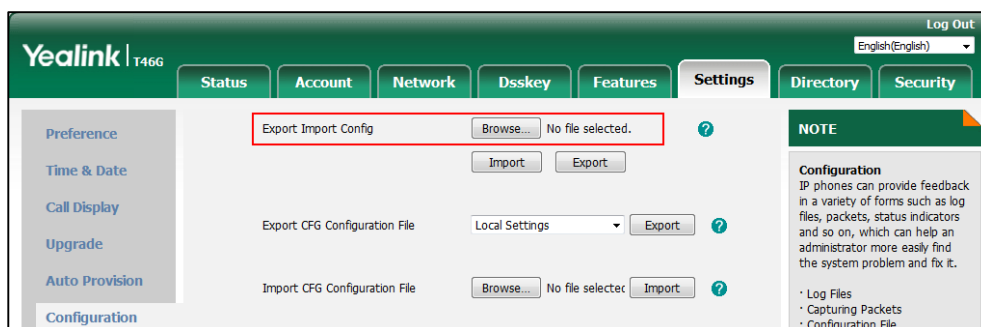 Log Out
Yealink | T46G
English(English)
Status Account Network Dsskey Features Settings Directory Security
Preference
Time & Date
Call Display
Upgrade
Auto Provision
Configuration
Export Import Config Browse... No file selected.
Import Export
Export CFG Configuration File Local Settings Export
Import CFG Configuration File Browse... No file selectec Import
NOTE
Configuration
IP phones can provide feedback
in a variety of forms such as log
files, packets, status indicators
and so on, which can help an
administrator more easily find
the system problem and fix it.
· Log Files
· Capturing Packets
· Configuration File